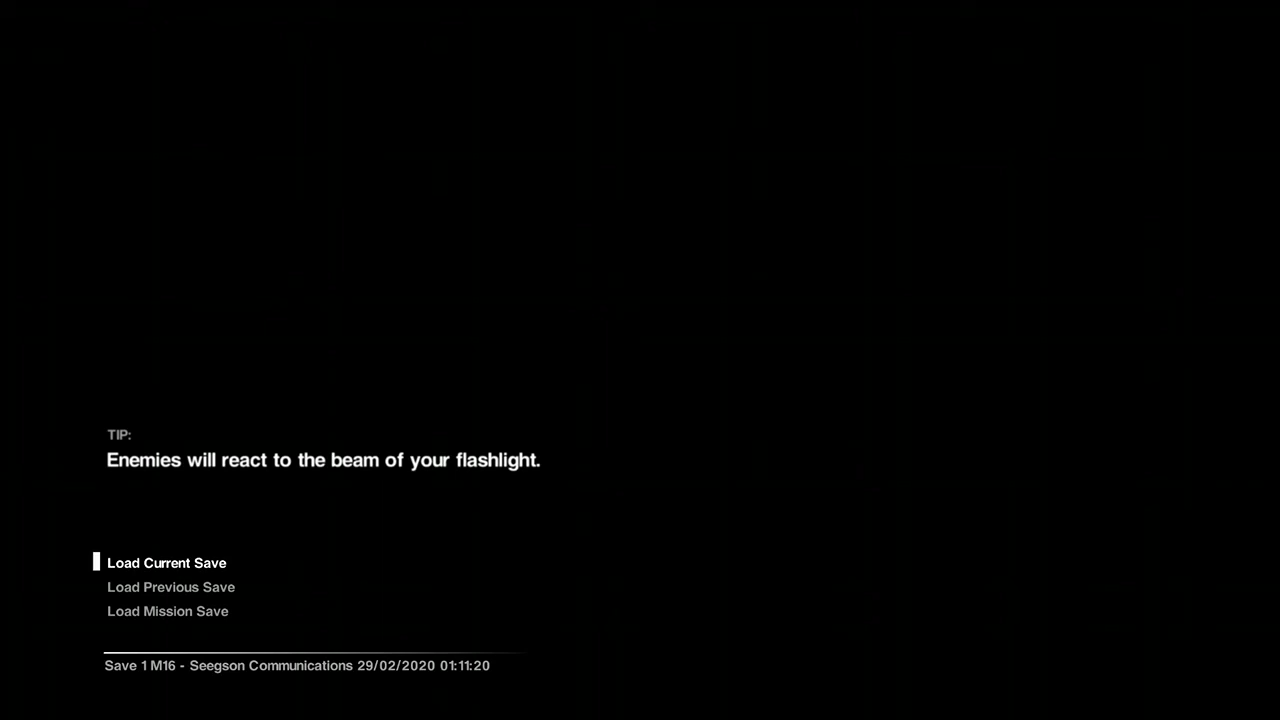 TIP:
Enemies will react to the beam of your flashlight.
Load Current Save
Load Previous Save
Load Mission Save
Save 1 M16 - Seegson Communications 29/02/2020 01:11:20